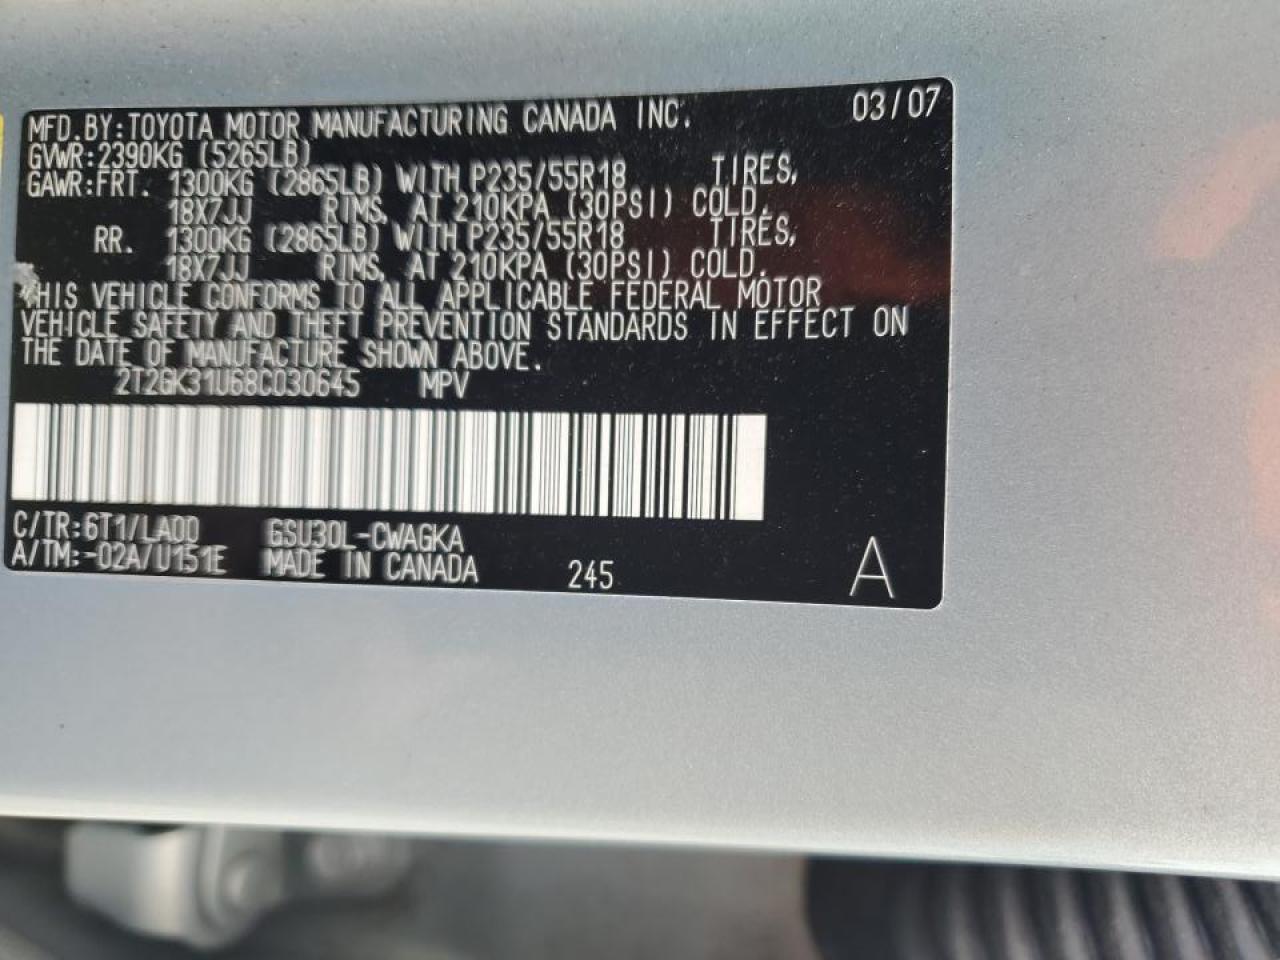 MFD.BY:TOYOTA MOTOR MANUFACTURING CANADA INC. 03/07
GVWR:2390KG (5265LB)
GAWR:FRT. 1300KG (2865LB) WITH P235/55R18 TIRES,
18X7JJ RIMS, AT 210KPA (30PSI) COLD.
RR. 1300KG (2865LB) WITH P235/55R18 TIRES,
18X7JJ RIMS, AT 210KPA (30PSI) COLD.
THIS VEHICLE CONFORMS TO ALL APPLICABLE FEDERAL MOTOR
VEHICLE SAFETY AND THEFT PREVENTION STANDARDS IN EFFECT ON
THE DATE OF MANUFACTURE SHOWN ABOVE.
2T2GK31U68C030645 MPV
C/TR:6T1/LA00 GSU30L-CWAGKA
A/TM:-02A/U151E MADE IN CANADA 245 A